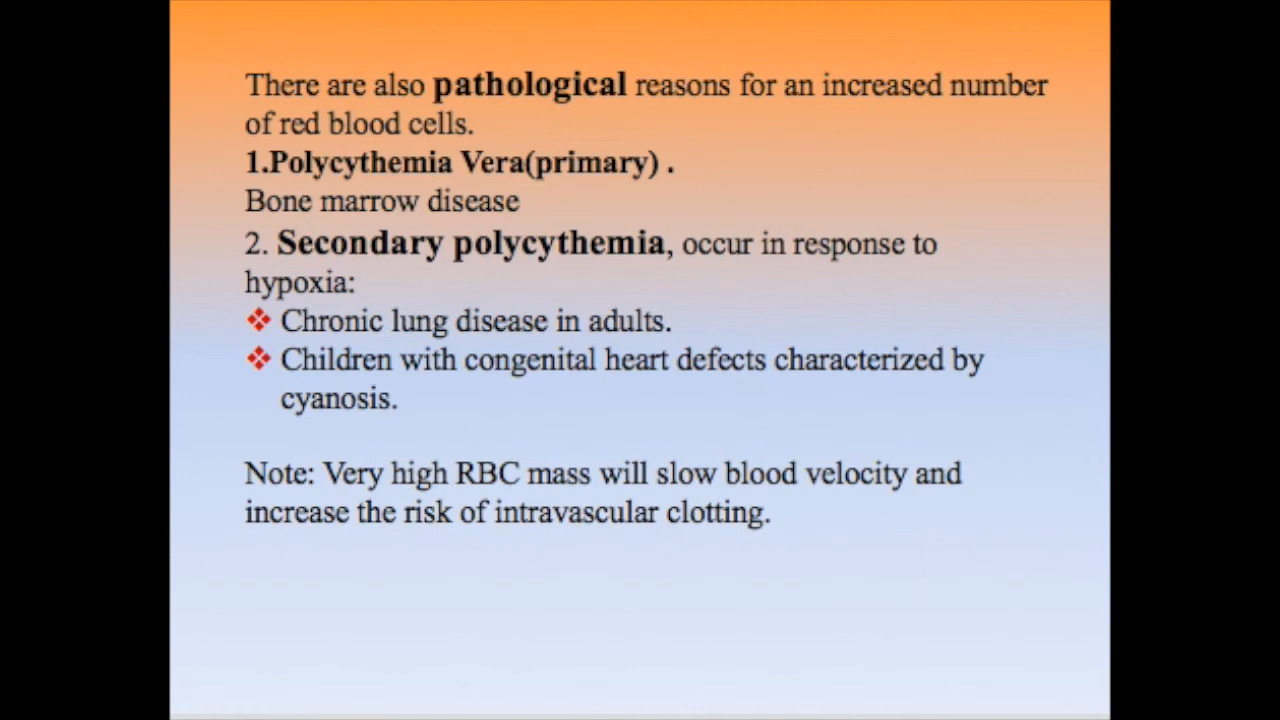 There are also pathological reasons for an increased number
of red blood cells.
1.Polycythemia Vera(primary) .
Bone marrow disease
2. Secondary polycythemia, occur in response to
hypoxia:
❖ Chronic lung disease in adults.
❖ Children with congenital heart defects characterized by
cyanosis.
Note: Very high RBC mass will slow blood velocity and
increase the risk of intravascular clotting.